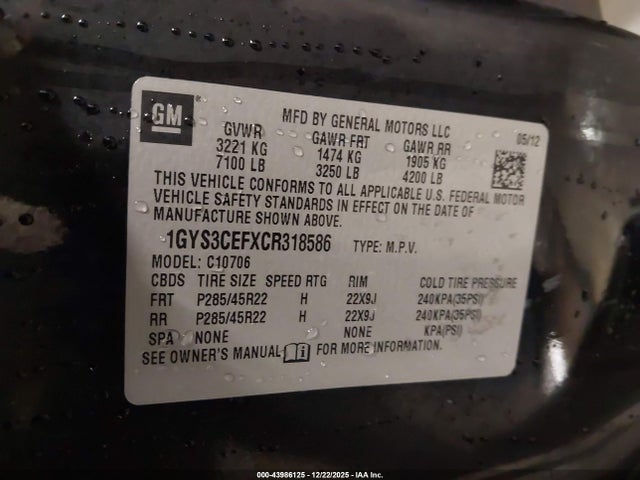 GM ® MFD BY GENERAL MOTORS LLC 05/12
GVWR GAWR FRT GAWR RR
3221 KG 1474 KG 1905 KG
7100 LB 3250 LB 4200 LB
THIS VEHICLE CONFORMS TO ALL APPLICABLE U.S. FEDERAL MOTOR
VEHICLE SAFETY STANDARDS IN EFFECT ON THE DATE OF
MANUFACTURE SHOWN ABOVE.
1GYS3CEFXCR318586 TYPE: M.P.V.
MODEL: C10706
CBDS TIRE SIZE SPEED RTG RIM COLD TIRE PRESSURE
FRT P285/45R22 H 22X9J 240KPA(35PSI)
RR P285/45R22 H 22X9J 240KPA(35PSI)
SPA NONE NONE KPA(PSI)
SEE OWNER'S MANUAL FOR MORE INFORMATION.
000-43986125 - 12/22/2025 - IAA Inc.